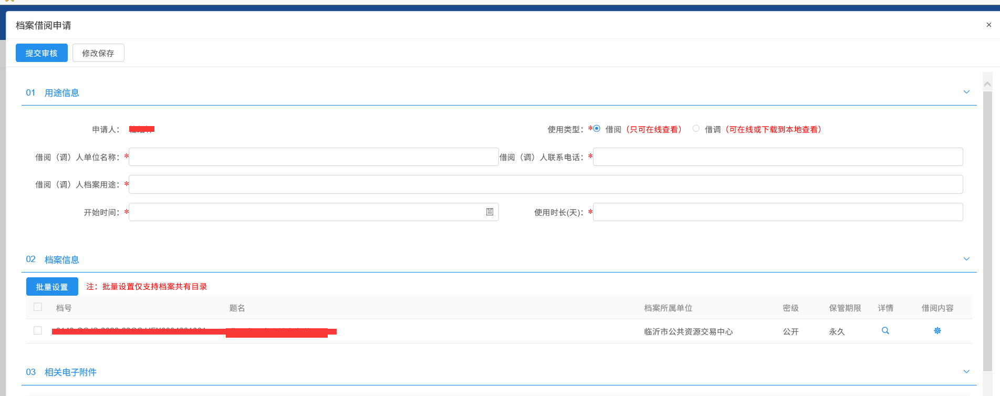 档案借阅申请
提交审核 修改保存
01 用途信息
申请人： 使用类型：*借阅（只可在线查看） 借调（可在线或下载到本地查看）
借阅（调）人单位名称：* 借阅（调）人联系电话：*
借阅（调）人档案用途：*
开始时间：* 使用时长(天)：*
02 档案信息
批量设置 注：批量设置仅支持档案共有目录
档号 题名 档案所属单位 密级 保管期限 详情 借阅内容
临沂市公共资源交易中心 公开 永久
03 相关电子附件